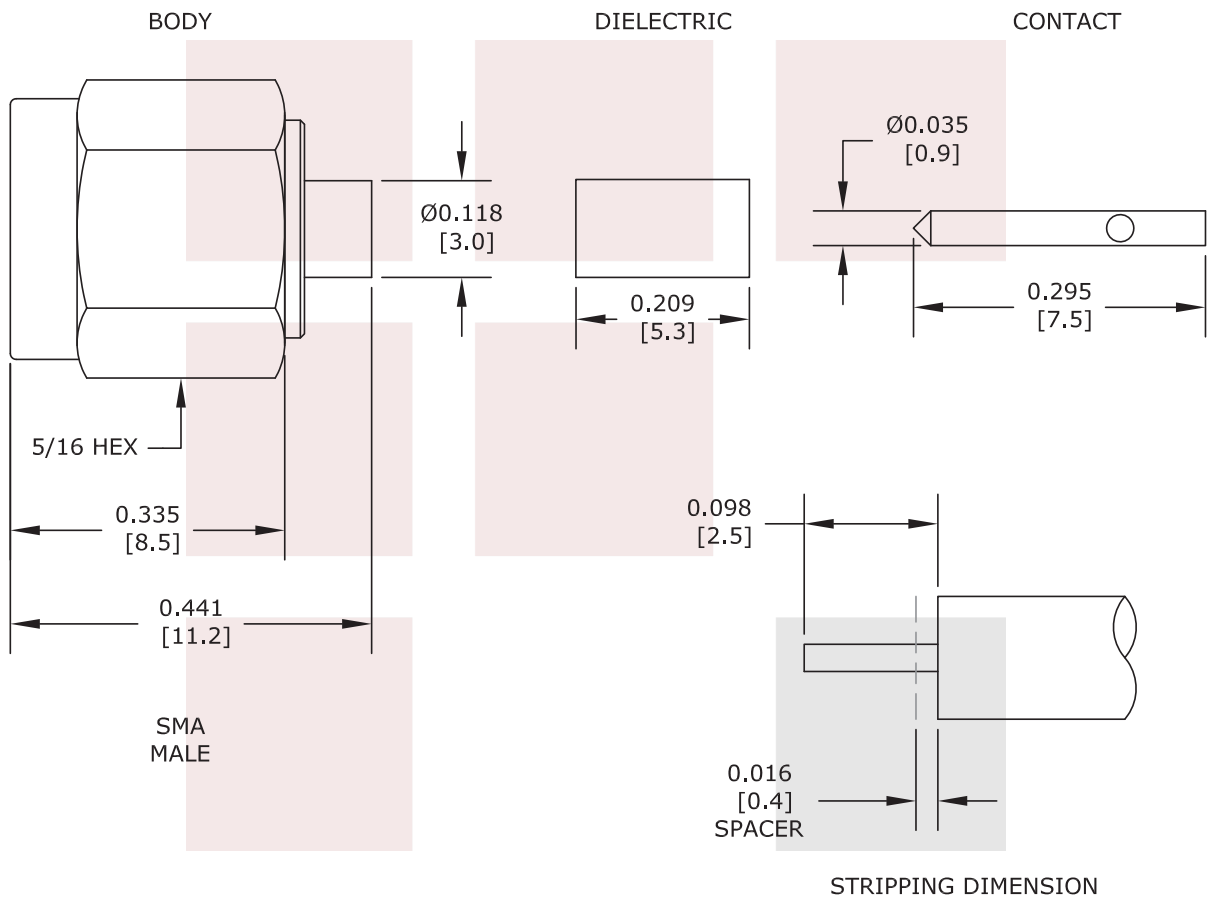 BODY
DIELECTRIC
CONTACT
Ø0.035
[0.9]
Ø0.118
[3.0]
0.209
[5.3]
0.295
[7.5]
5/16 HEX
0.335
[8.5]
0.098
[2.5]
0.441
[11.2]
SMA
MALE
0.016
[0.4]
SPACER
STRIPPING DIMENSION